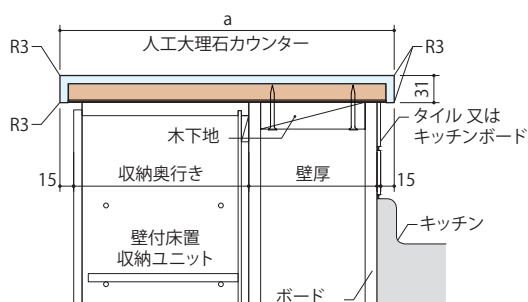 a
R3
人工大理石カウンター
R3
31
R3
木下地
タイル 又は
キッチンボード
15
収納奥行き
壁厚
15
壁付床置
収納ユニット
キッチン
ボード